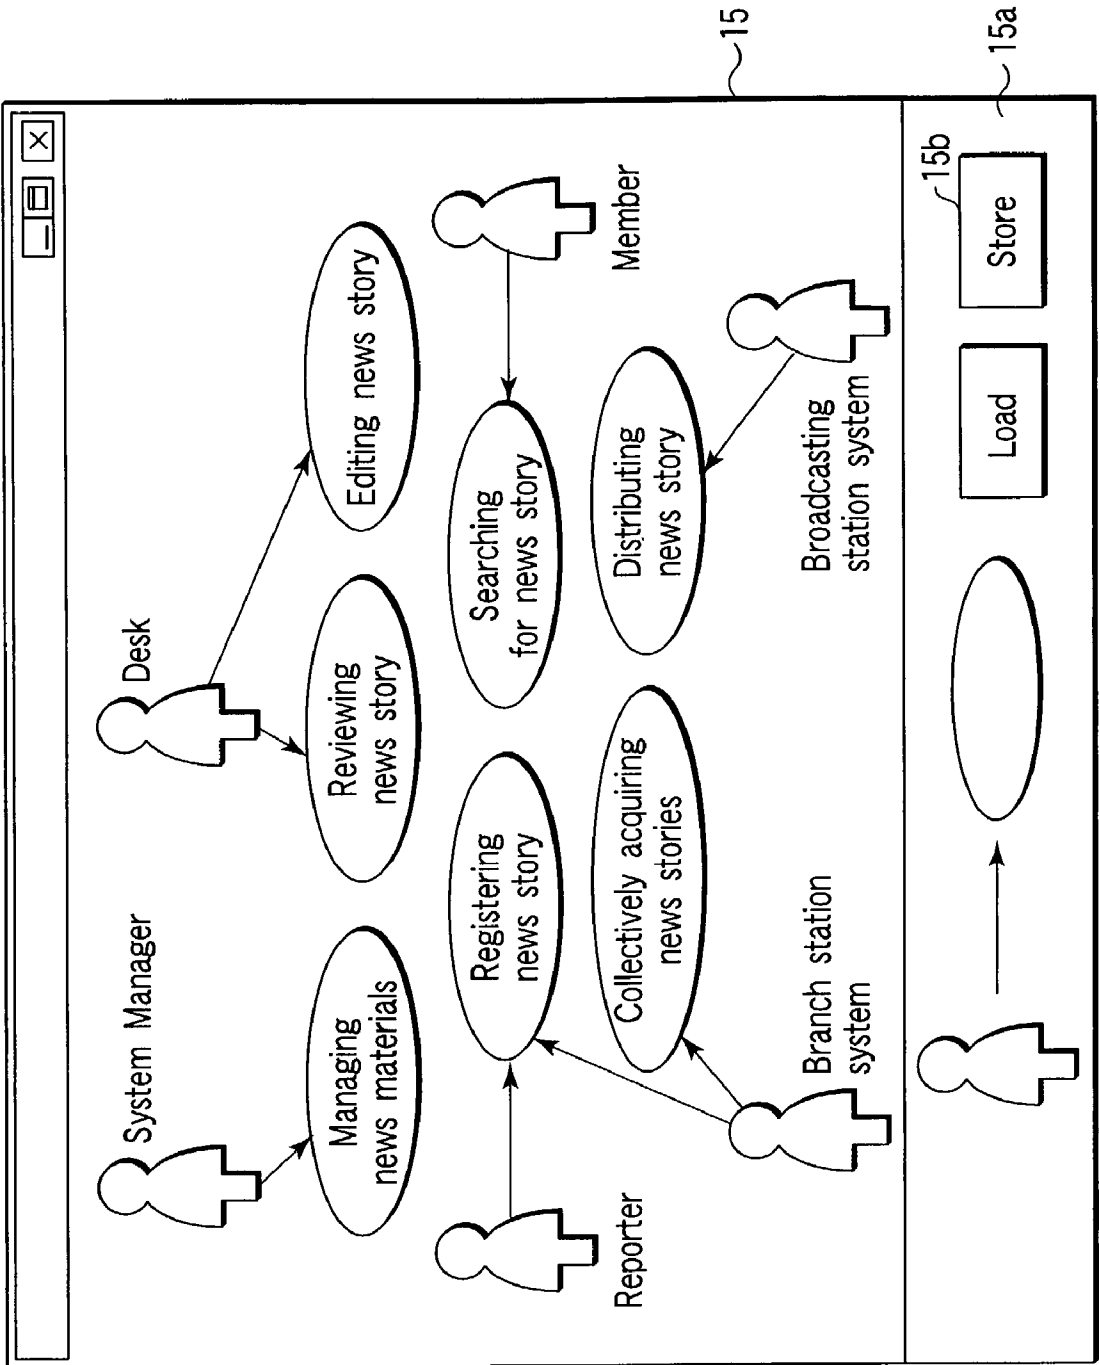 System Manager
Desk
Managing
news materials
Reviewing
news story
Editing news story
Reporter
Registering
news story
Searching
for news story
Member
Collectively acquiring
news stories
Distributing
news story
Branch station
system
Broadcasting
station system
15
Load
Store
15b
15a